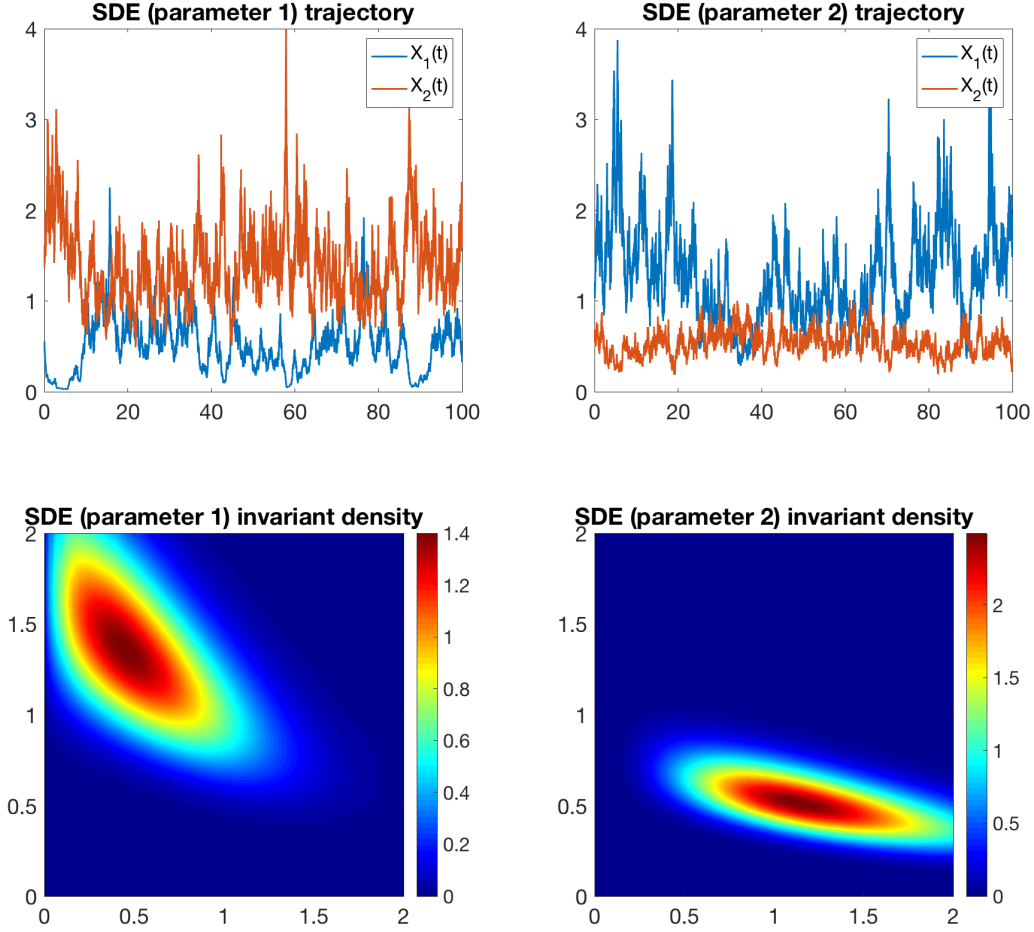 SDE (parameter 1) trajectory
4
3
2
1
0
0 20 40 60 80 100
X_1(t)
X_2(t)
SDE (parameter 2) trajectory
4
3
2
1
0
0 20 40 60 80 100
X_1(t)
X_2(t)
SDE (parameter 1) invariant density
2
1.5
1
0.5
0
0 0.5 1 1.5 2
1.4
1.2
1
0.8
0.6
0.4
0.2
0
SDE (parameter 2) invariant density
2
1.5
1
0.5
0
0 0.5 1 1.5 2
2
1.5
1
0.5
0